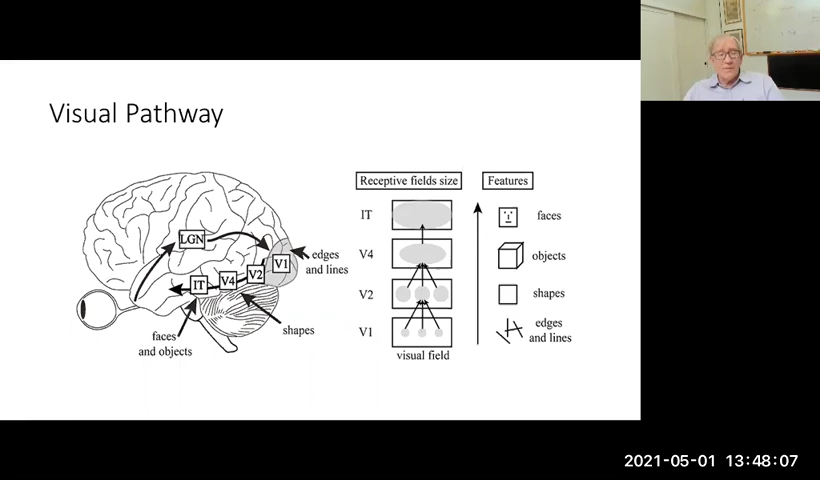 Visual Pathway
LGN
IT
V4
V2
V1
edges
and lines
shapes
faces
and objects
Receptive fields size
Features
IT
V4
V2
V1
visual field
faces
objects
shapes
edges
and lines
2021-05-01 13:48:07